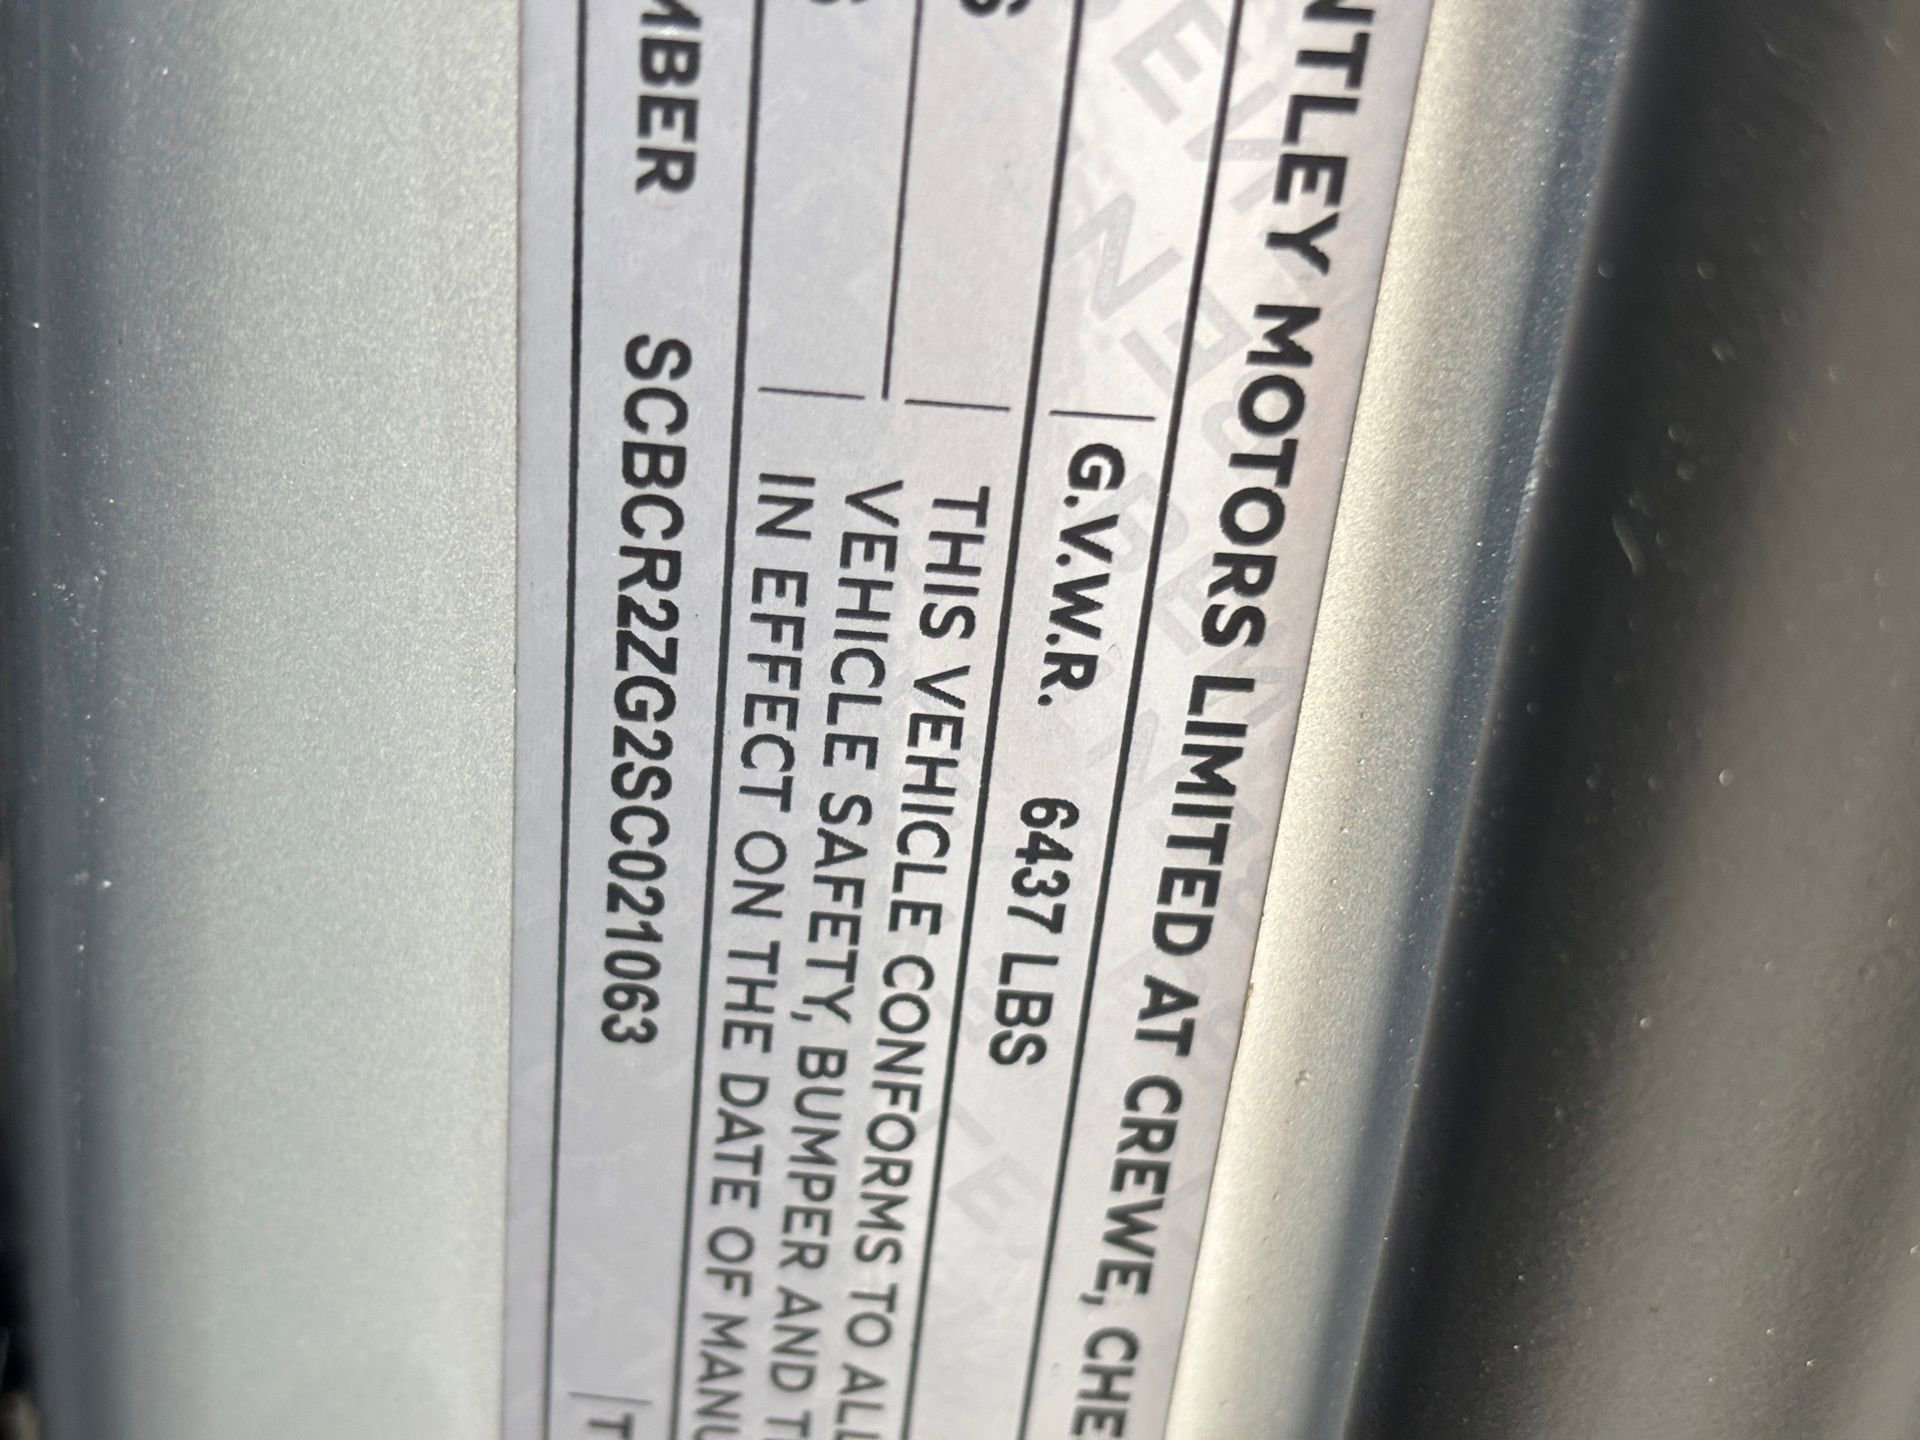 NTLEY MOTORS LIMITED AT CREWE, CHE
G.V.W.R. 6437 LBS
THIS VEHICLE CONFORMS TO ALL
VEHICLE SAFETY, BUMPER AND T
IN EFFECT ON THE DATE OF MANU
MBER SCBCR2ZG2SC021063 T